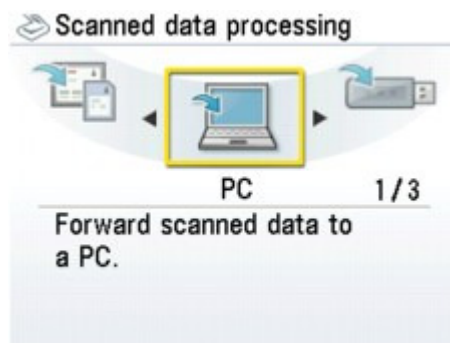 Scanned data processing
PC 1/3
Forward scanned data to
a PC.